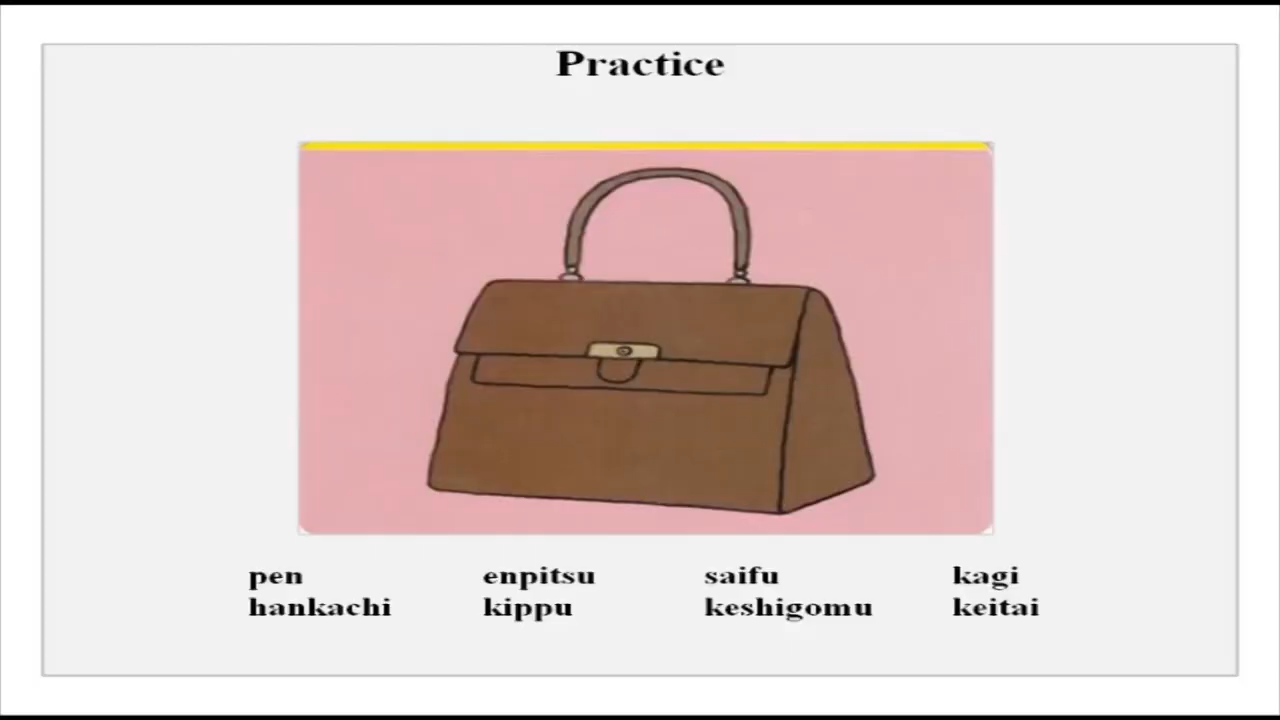 Practice
pen enpitsu saifu kagi
hankachi kippu keshigomu keitai